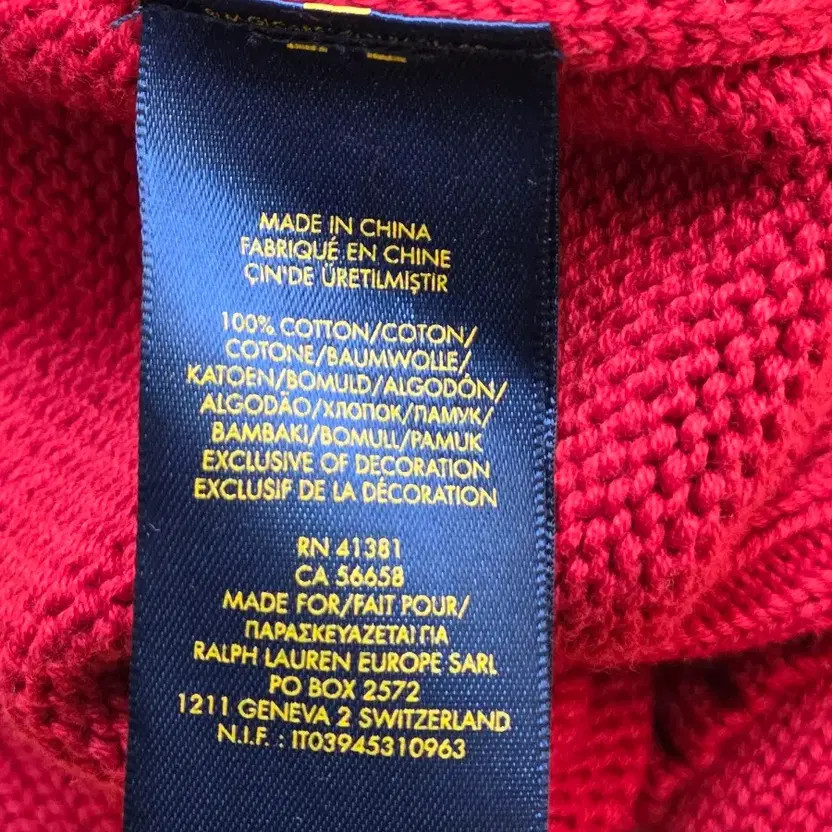 MADE IN CHINA
FABRIQUÉ EN CHINE
ÇIN'DE ÜRETILMIŞTIR
100% COTTON/COTON/
COTONE/BAUMWOLLE/
KATOEN/BOMULD/ALGODÓN/
ALGODÃO/ХЛОПОК/ПАМУК/
BAMBAKI/BOMULL/PAMUK
EXCLUSIVE OF DECORATION
EXCLUSIF DE LA DÉCORATION
RN 41381
CA 56658
MADE FOR/FAIT POUR/
ΠΑΡΑΣΚΕΥΑΖΕΤΑΙ ΓΙΑ
RALPH LAUREN EUROPE SARL
PO BOX 2572
1211 GENEVA 2 SWITZERLAND
N.I.F. : IT03945310963